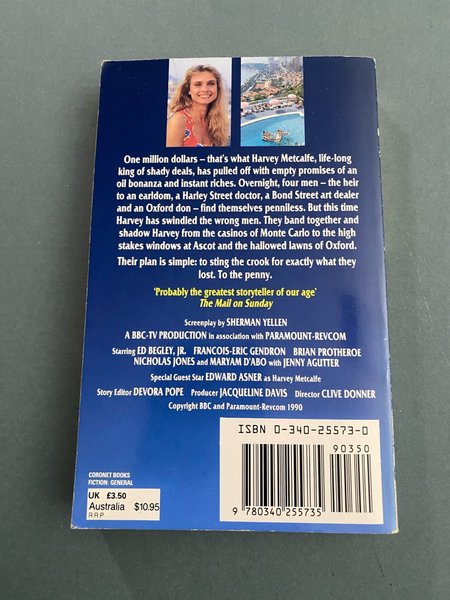 One million dollars – that's what Harvey Metcalfe, life-long
king of shady deals, has pulled off with empty promises of an
oil bonanza and instant riches. Overnight, four men – the heir
to an earldom, a Harley Street doctor, a Bond Street art dealer
and an Oxford don – find themselves penniless. But this time
Harvey has swindled the wrong men. They band together and
shadow Harvey from the casinos of Monte Carlo to the high
stakes windows at Ascot and the hallowed lawns of Oxford.
Their plan is simple: to sting the crook for exactly what they
lost. To the penny.
'Probably the greatest storyteller of our age'
The Mail on Sunday
Screenplay by SHERMAN YELLEN
A BBC-TV PRODUCTION in association with PARAMOUNT-REVCOM
Starring ED BEGLEY, JR. FRANCOIS-ERIC GENDRON BRIAN PROTHEROE
NICHOLAS JONES and MARYAM D'ABO with JENNY AGUTTER
Special Guest Star EDWARD ASNER as Harvey Metcalfe
Story Editor DEVORA POPE Producer JACQUELINE DAVIS Director CLIVE DONNER
Copyright BBC and Paramount-Revcom 1990
ISBN 0-340-25573-0
90350
9 780340 255735
CORONET BOOKS
FICTION: GENERAL
UK £3.50
Australia $10.95
R.R.P.